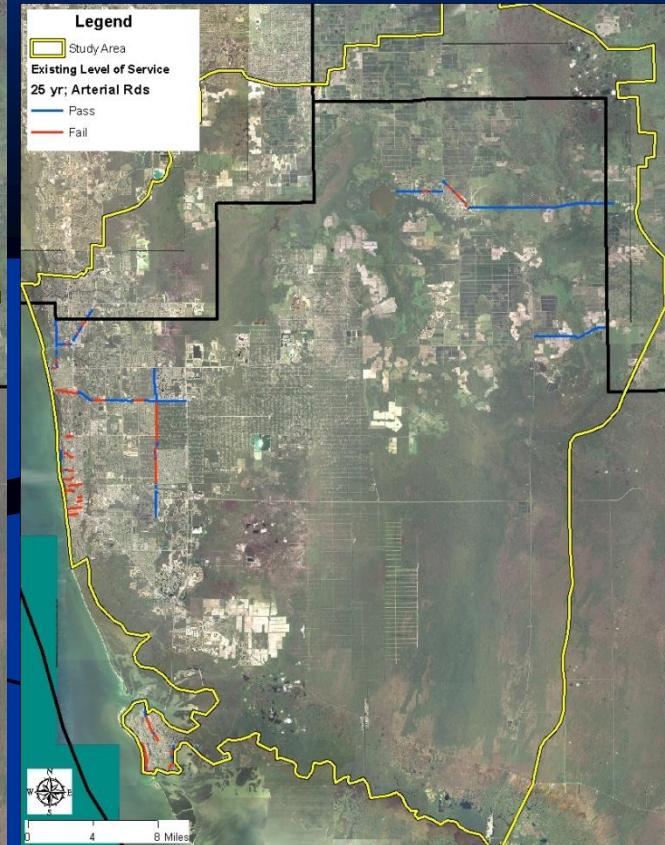 Legend
Study Area
Existing Level of Service
25 yr; Arterial Rds
Pass
Fail
N
W E
S
0 4 8 Miles